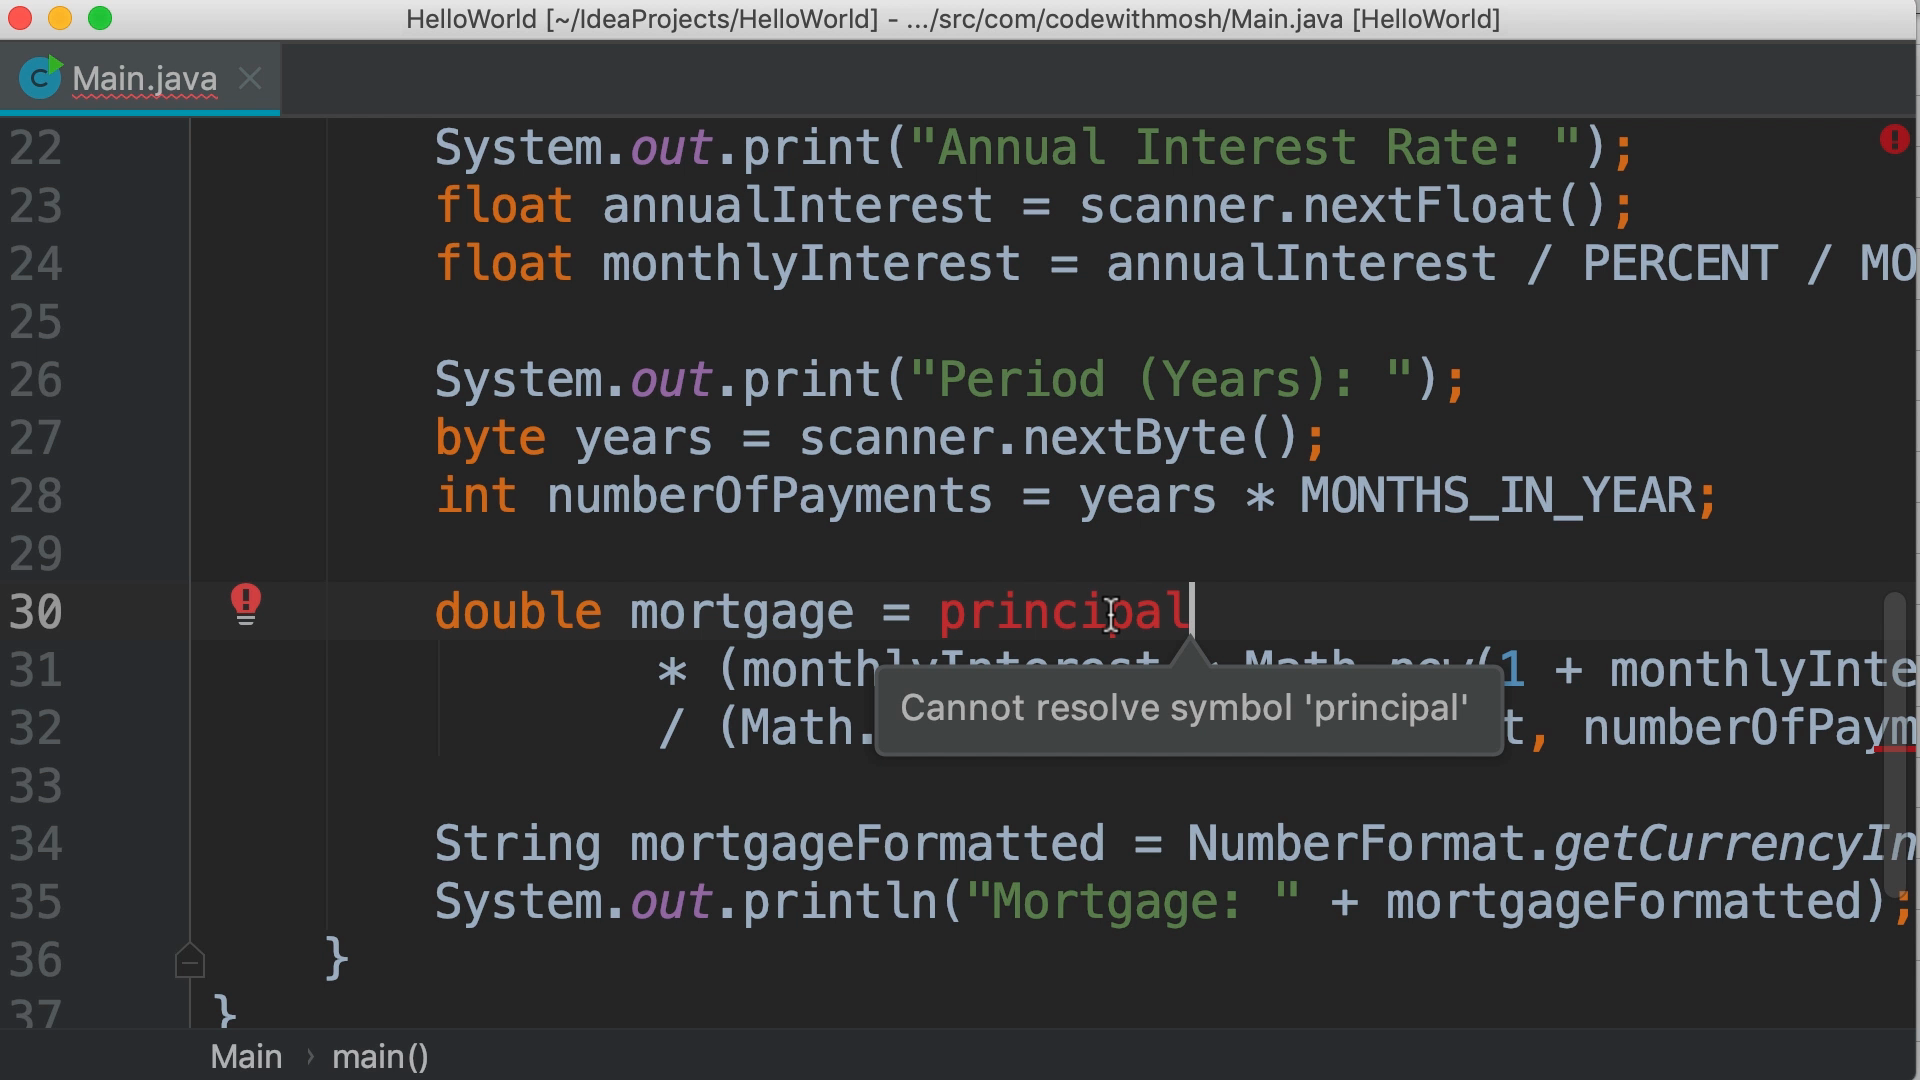 HelloWorld [~/IdeaProjects/HelloWorld] - .../src/com/codewithmosh/Main.java [HelloWorld]
Main.java
22 System.out.print("Annual Interest Rate: ");
23 float annualInterest = scanner.nextFloat();
24 float monthlyInterest = annualInterest / PERCENT / MO
25
26 System.out.print("Period (Years): ");
27 byte years = scanner.nextByte();
28 int numberOfPayments = years * MONTHS_IN_YEAR;
29
30 double mortgage = principal
31 * (monthlyInterest * Math.pow(1 + monthlyInte
Cannot resolve symbol 'principal'
32 / (Math. t, numberOfPaym
33
34 String mortgageFormatted = NumberFormat.getCurrencyIn
35 System.out.println("Mortgage: " + mortgageFormatted);
36 }
37 }
Main › main()